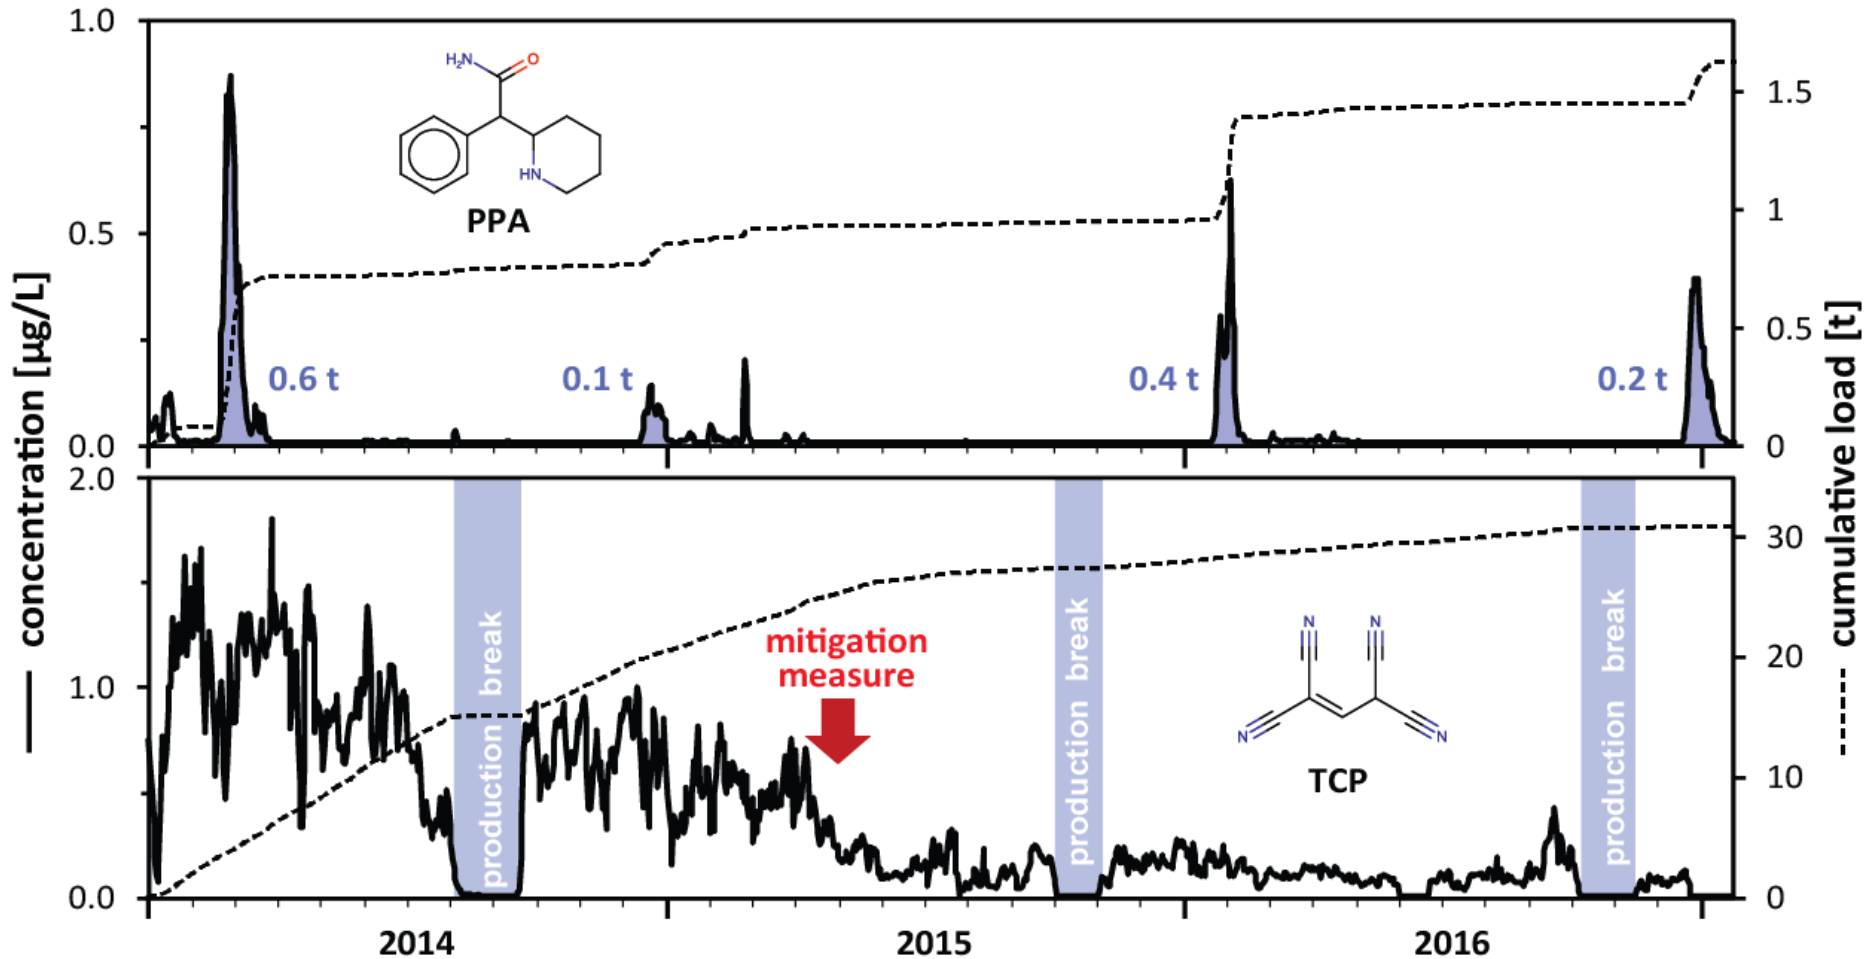 1.0
0.5
0.0
concentration [µg/L]
H₂N
O
HN
PPA
0.6 t
0.1 t
0.4 t
0.2 t
1.5
1
0.5
0
cumulative load [t]
2.0
1.0
0.0
production break
mitigation
measure
production break
N
N
N
N
TCP
production break
30
20
10
0
2014
2015
2016